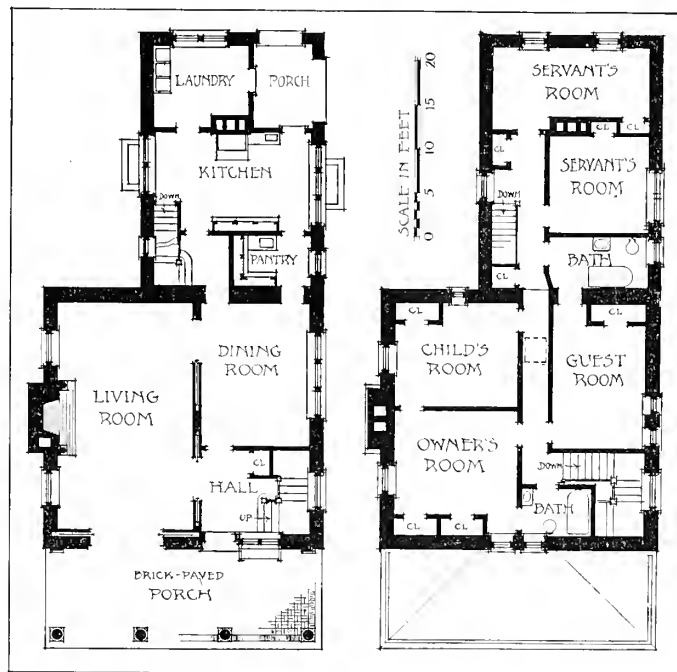 LAUNDRY
PORCH
KITCHEN
DOWN
PANTRY
DINING
ROOM
LIVING
ROOM
CL
HALL
UP
BRICK-PAVED
PORCH
SCALE IN FEET
0
5
10
15
20
SERVANT'S
ROOM
CL
CL
CL
SERVANT'S
ROOM
DOWN
BATH
CL
CL
CL
CHILD'S
ROOM
GUEST
ROOM
OWNER'S
ROOM
DOWN
BATH
CL
CL